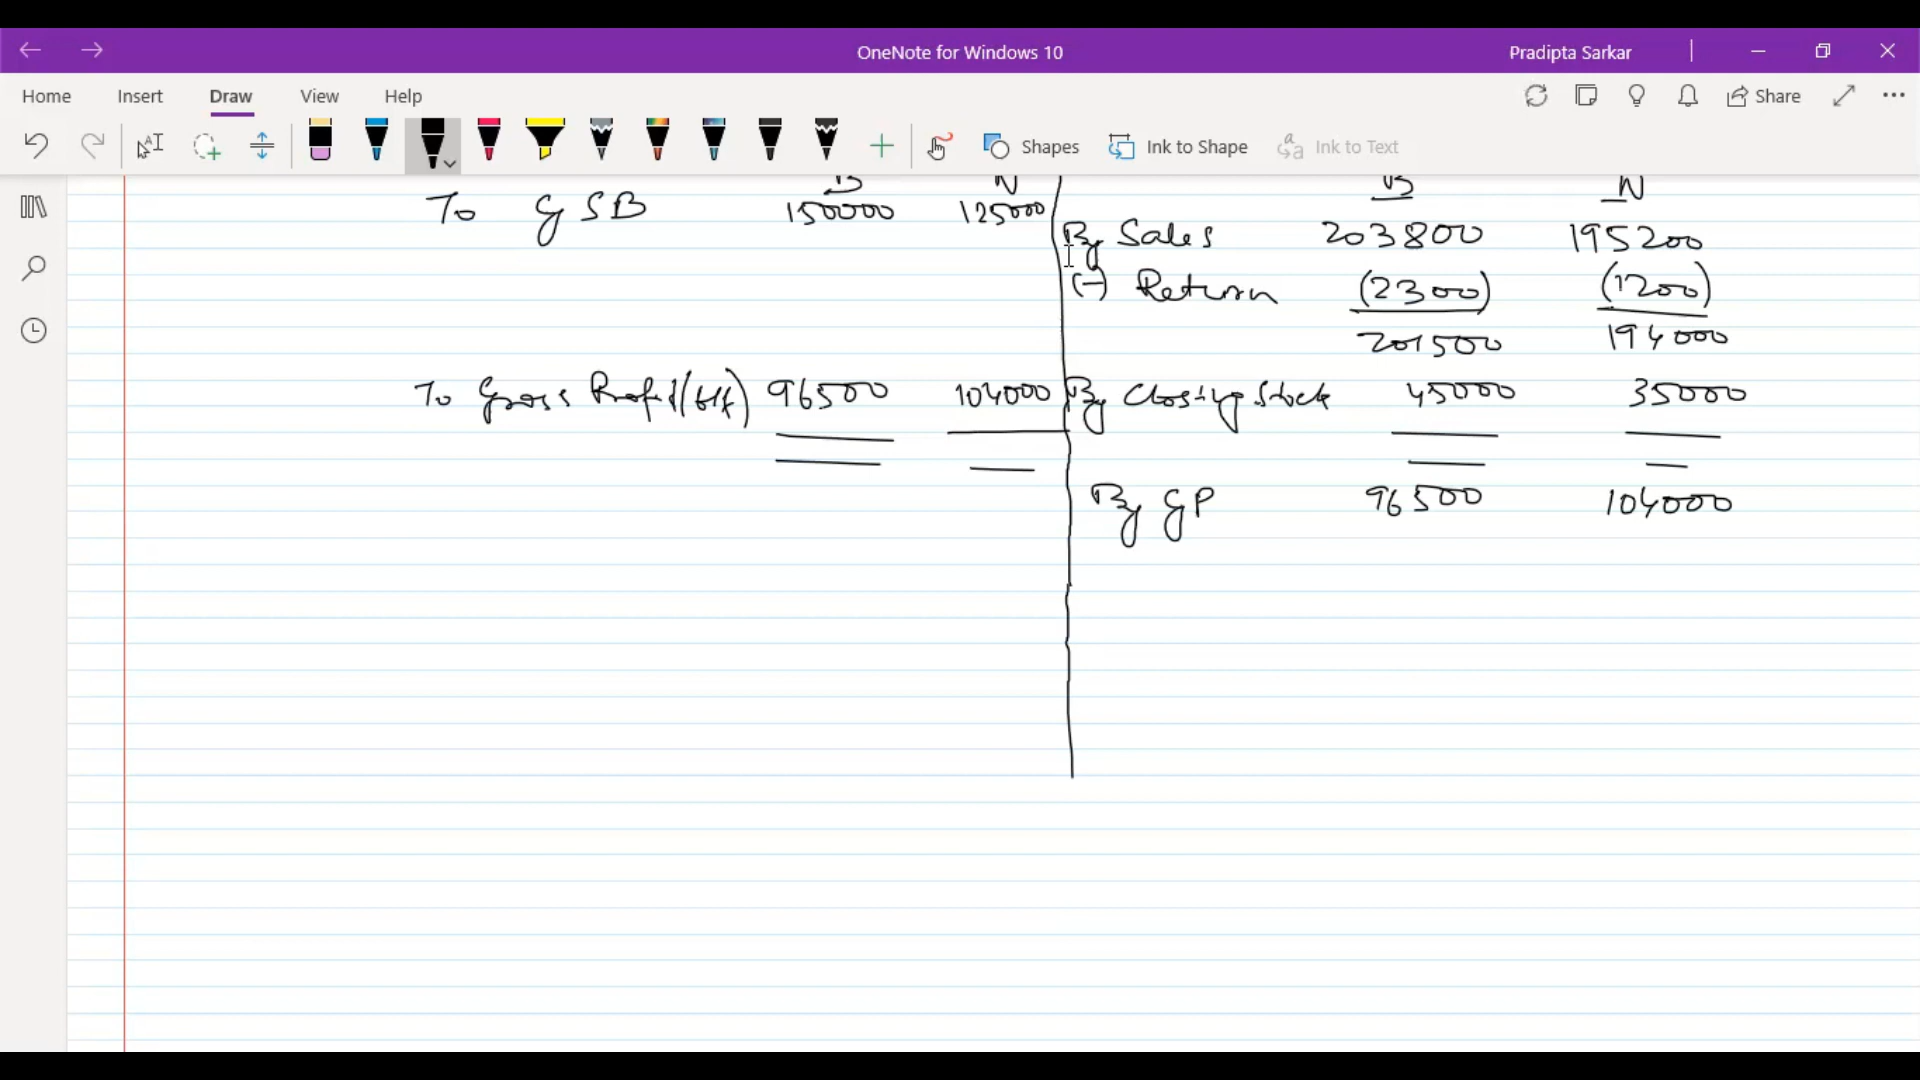 OneNote for Windows 10
Pradipta Sarkar
Home Insert Draw View Help
Share
Shapes Ink to Shape Ink to Text
B N
To GSB 150000 125000
To Gross Profit (b/f) 96500 104000
B N
By Sales 203800 195200
(-) Return (2300) (1200)
201500 194000
By Closing Stock 45000 35000
By GP 96500 104000